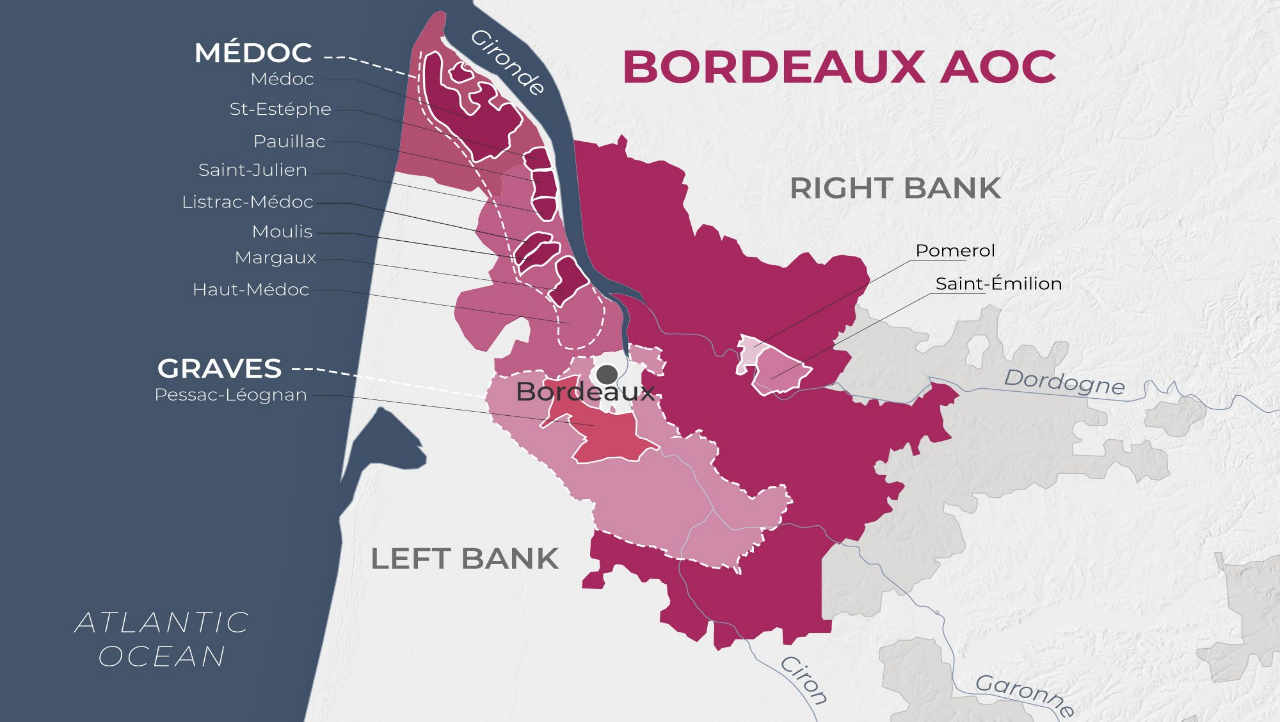 BORDEAUX AOC
MÉDOC
Médoc
St-Estéphe
Pauillac
Saint-Julien
Listrac-Médoc
Moulis
Margaux
Haut-Médoc
GRAVES
Pessac-Léognan
Gironde
RIGHT BANK
Pomerol
Saint-Émilion
Bordeaux
Dordogne
LEFT BANK
ATLANTIC
OCEAN
Ciron
Garonne